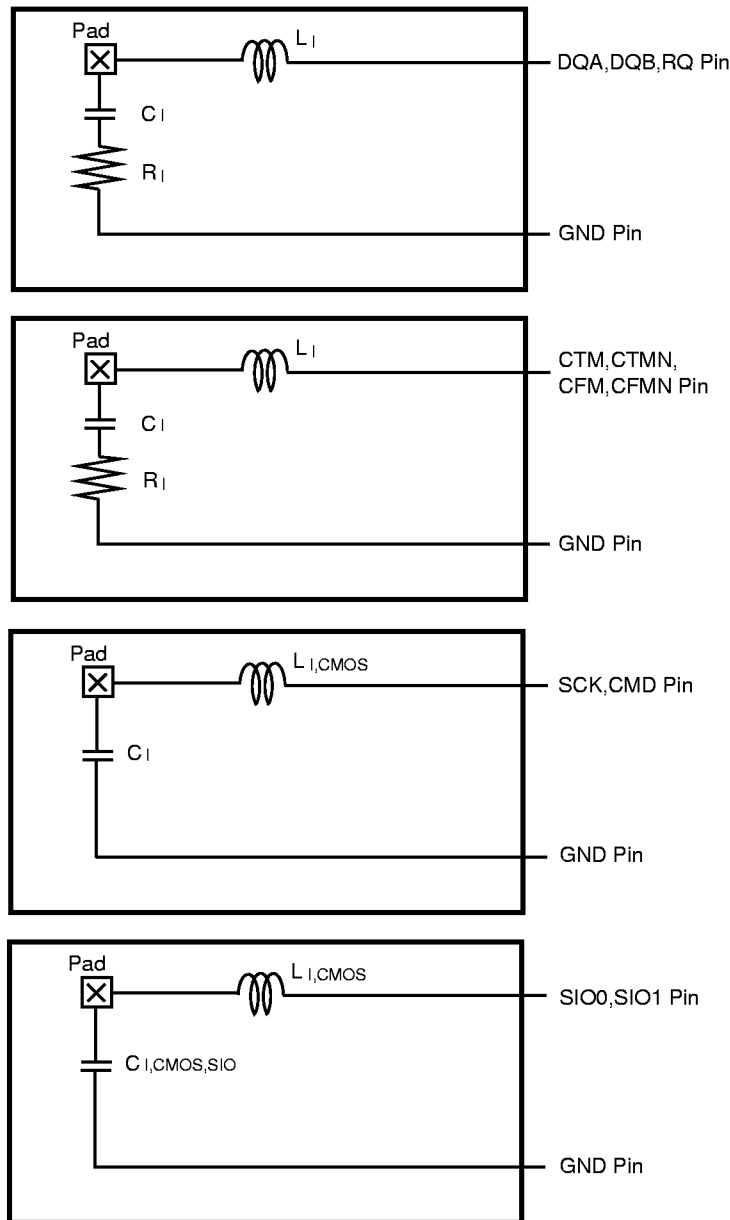 Pad
L I
DQA,DQB,RQ Pin
C I
R I
GND Pin
Pad
L I
CTM,CTMN,
CFM,CFMN Pin
C I
R I
GND Pin
Pad
L I,CMOS
SCK,CMD Pin
C I
GND Pin
Pad
L I,CMOS
SIO0,SIO1 Pin
C I,CMOS,SIO
GND Pin